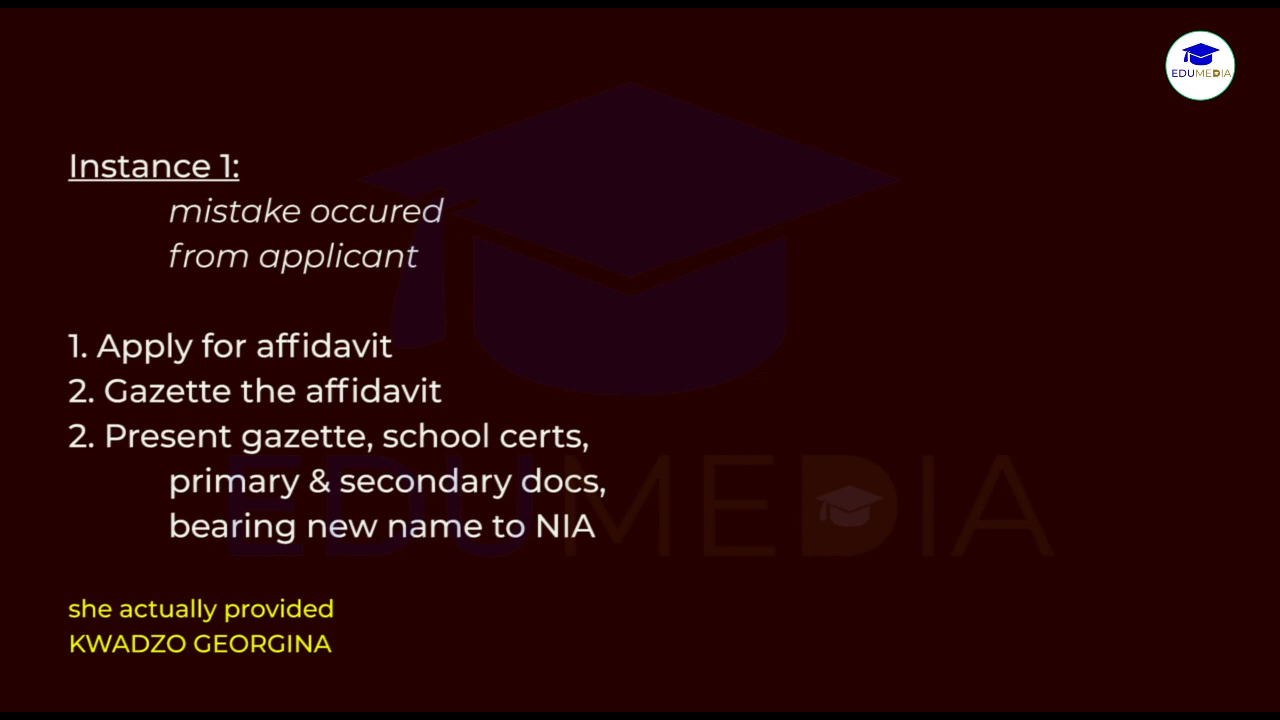 EDUMEDIA
Instance 1:
mistake occured
from applicant
1. Apply for affidavit
2. Gazette the affidavit
2. Present gazette, school certs,
primary & secondary docs,
bearing new name to NIA
EDUMEDIA
she actually provided
KWADZO GEORGINA